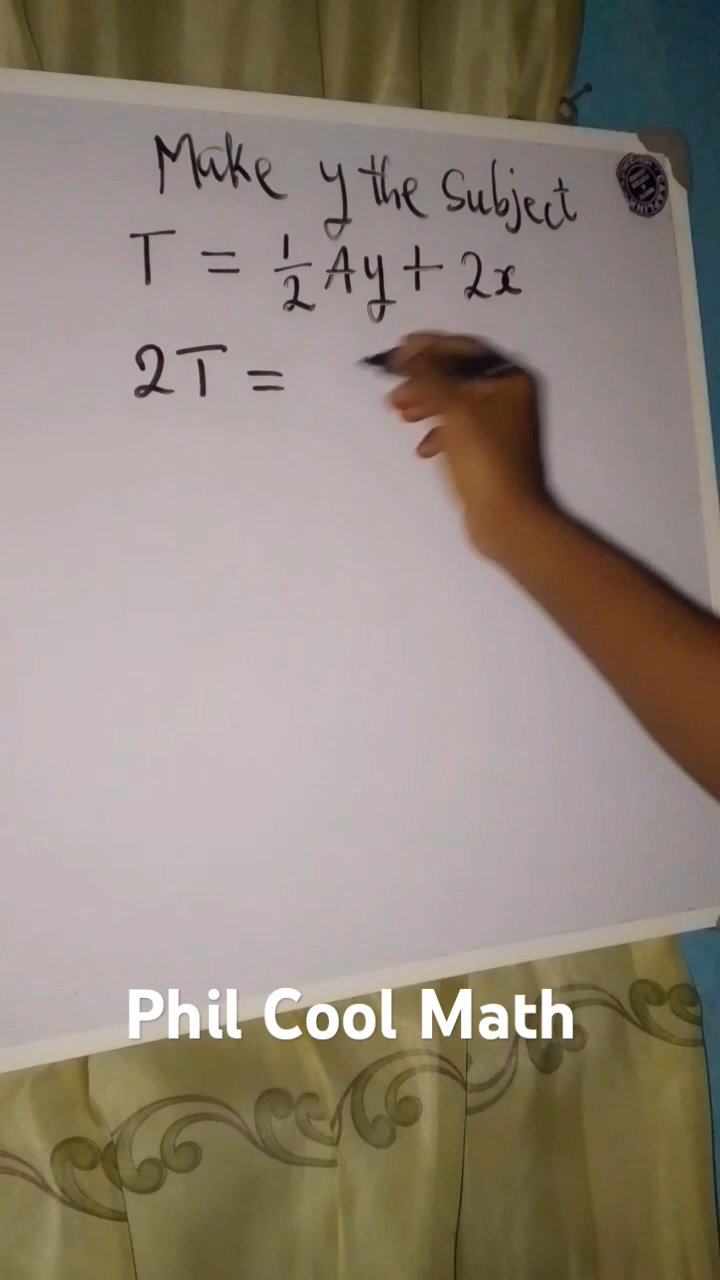 Make y the Subject
T = 1/2 Ay + 2x
2T =
Phil Cool Math